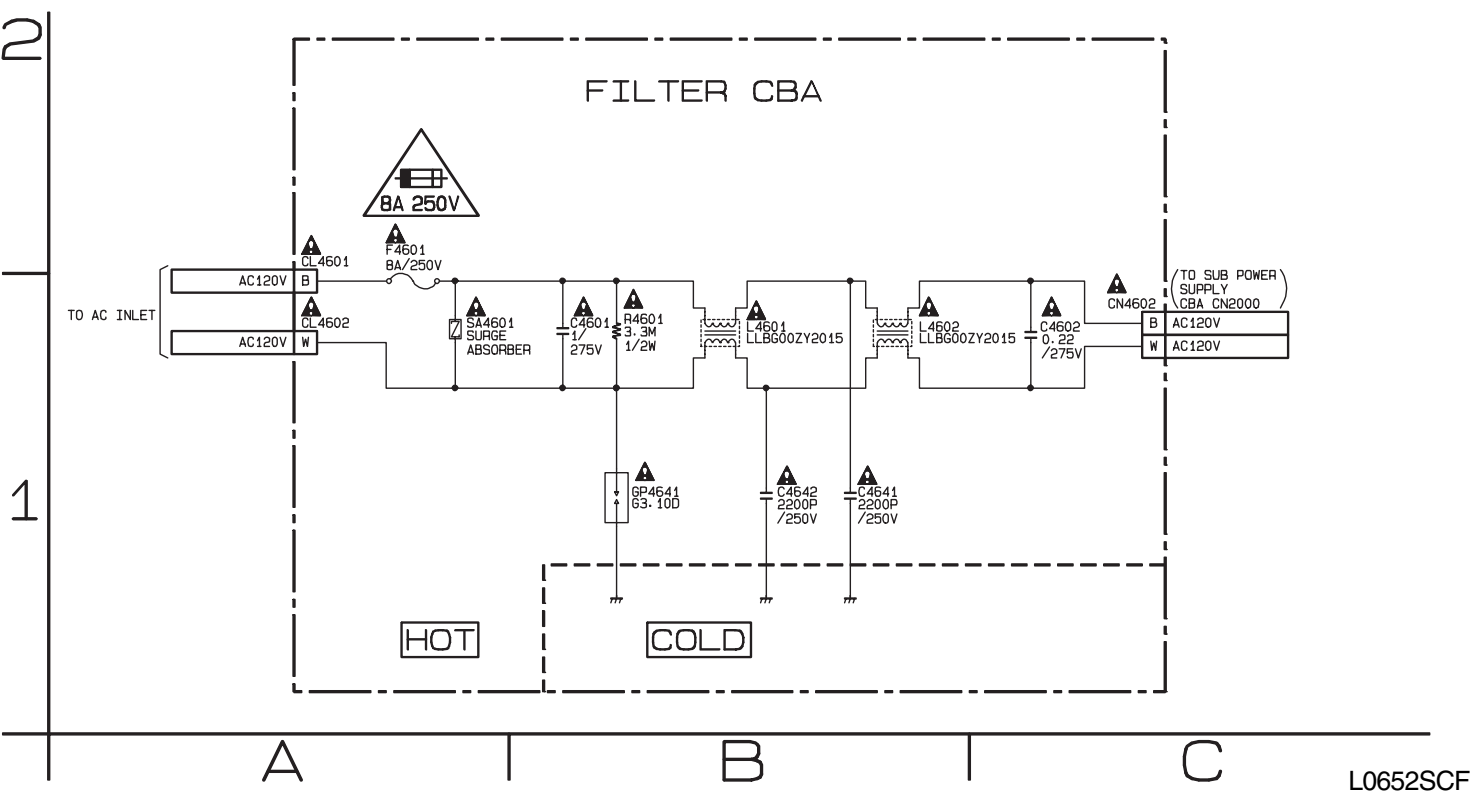 2
FILTER CBA
8A 250V
CL4601
F4601
8A/250V
AC120V B
TO AC INLET
CL4602
AC120V W
SA4601
SURGE
ABSORBER
C4601
1/
275V
R4601
3.3M
1/2W
L4601
LLBG00ZY2015
L4602
LLBG00ZY2015
C4602
0.22
/275V
CN4602
(TO SUB POWER
SUPPLY
CBA CN2000)
B AC120V
W AC120V
1
GP4641
G3.10D
C4642
2200P
/250V
C4641
2200P
/250V
HOT
COLD
A
B
C
L0652SCF